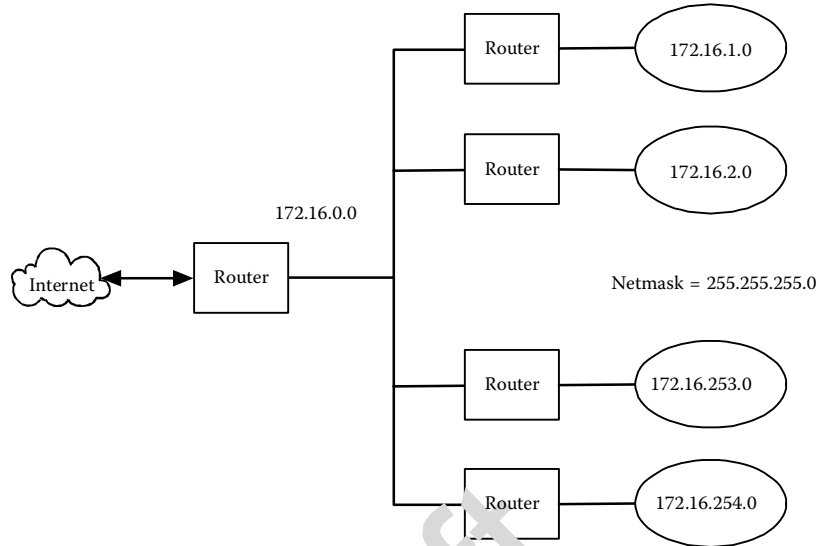 Router
172.16.1.0
Router
172.16.2.0
172.16.0.0
Internet
Router
Netmask = 255.255.255.0
Router
172.16.253.0
Router
172.16.254.0